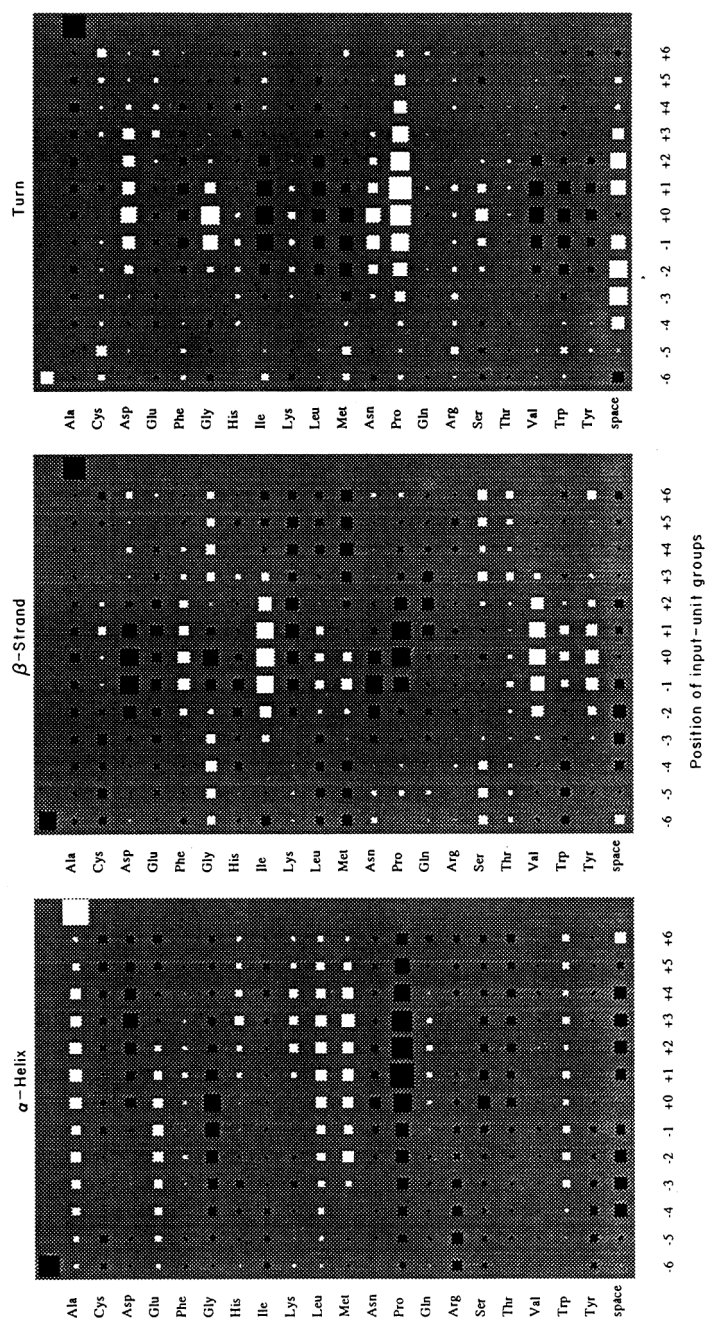 α-Helix
Ala
Cys
Asp
Glu
Phe
Gly
His
Ile
Lys
Leu
Met
Asn
Pro
Gln
Arg
Ser
Thr
Val
Trp
Tyr
space
-6 -5 -4 -3 -2 -1 +0 +1 +2 +3 +4 +5 +6
β-Strand
Ala
Cys
Asp
Glu
Phe
Gly
His
Ile
Lys
Leu
Met
Asn
Pro
Gln
Arg
Ser
Thr
Val
Trp
Tyr
space
-6 -5 -4 -3 -2 -1 +0 +1 +2 +3 +4 +5 +6
Turn
Ala
Cys
Asp
Glu
Phe
Gly
His
Ile
Lys
Leu
Met
Asn
Pro
Gln
Arg
Ser
Thr
Val
Trp
Tyr
space
-6 -5 -4 -3 -2 -1 +0 +1 +2 +3 +4 +5 +6
Position of input-unit groups